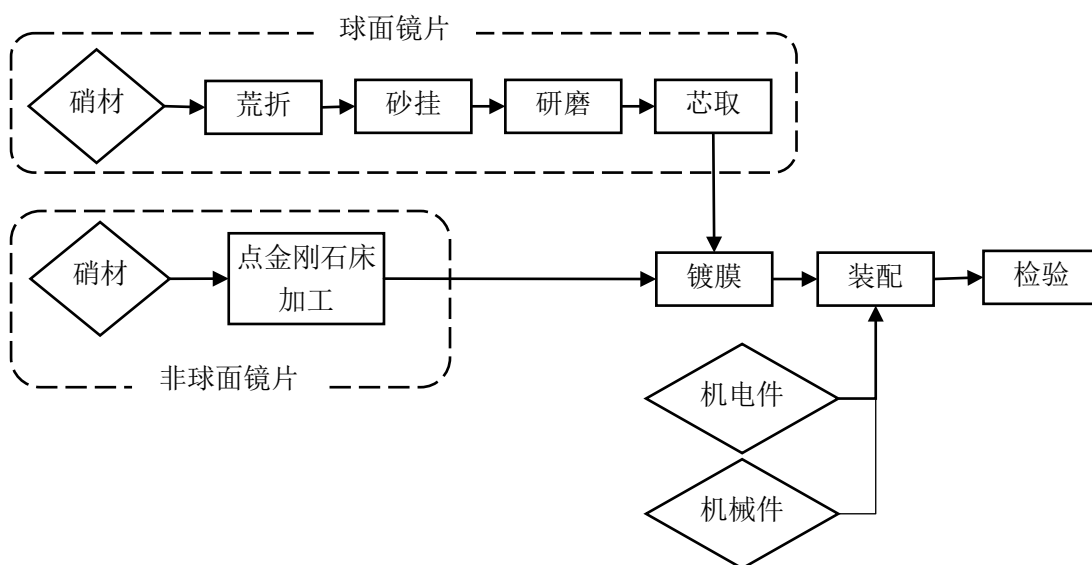 球面镜片
硝材
荒折
砂挂
研磨
芯取
硝材
点金刚石床
加工
镀膜
装配
检验
非球面镜片
机电件
机械件